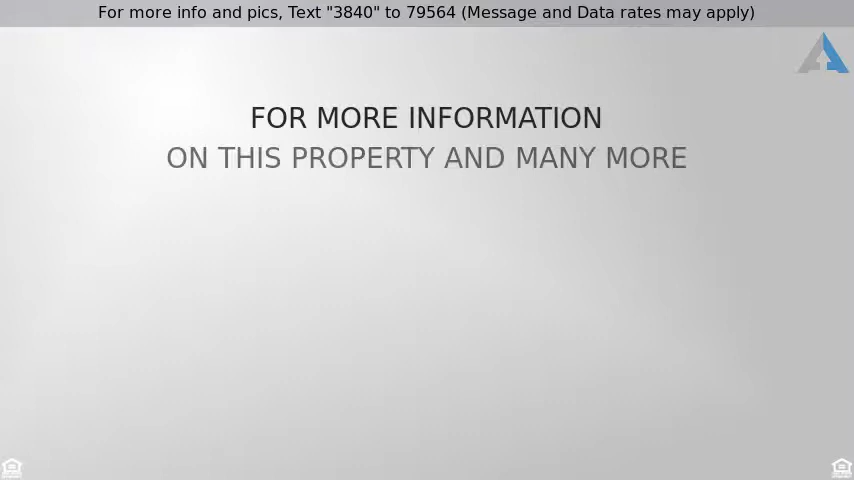 For more info and pics, Text "3840" to 79564 (Message and Data rates may apply)
FOR MORE INFORMATION
ON THIS PROPERTY AND MANY MORE